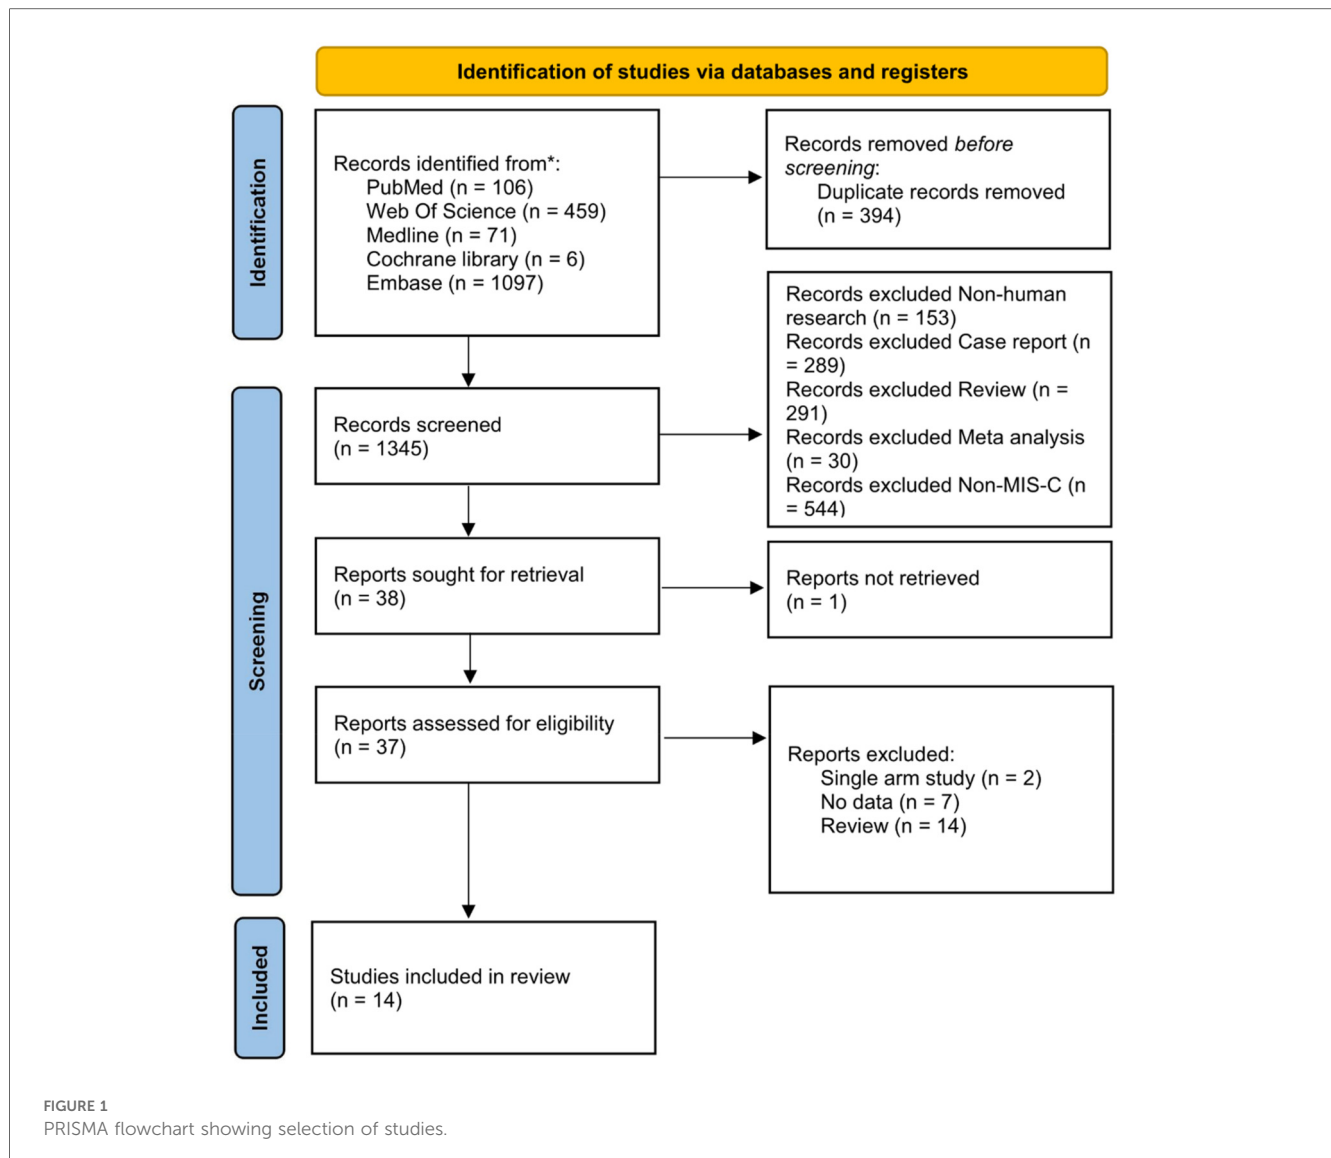 Identification of studies via databases and registers
Identification
Records identified from*:
PubMed (n = 106)
Web Of Science (n = 459)
Medline (n = 71)
Cochrane library (n = 6)
Embase (n = 1097)
Records removed before
screening:
Duplicate records removed
(n = 394)
Screening
Records screened
(n = 1345)
Records excluded Non-human
research (n = 153)
Records excluded Case report (n
= 289)
Records excluded Review (n =
291)
Records excluded Meta analysis
(n = 30)
Records excluded Non-MIS-C (n
= 544)
Reports sought for retrieval
(n = 38)
Reports not retrieved
(n = 1)
Reports assessed for eligibility
(n = 37)
Reports excluded:
Single arm study (n = 2)
No data (n = 7)
Review (n = 14)
Included
Studies included in review
(n = 14)
FIGURE 1
PRISMA flowchart showing selection of studies.